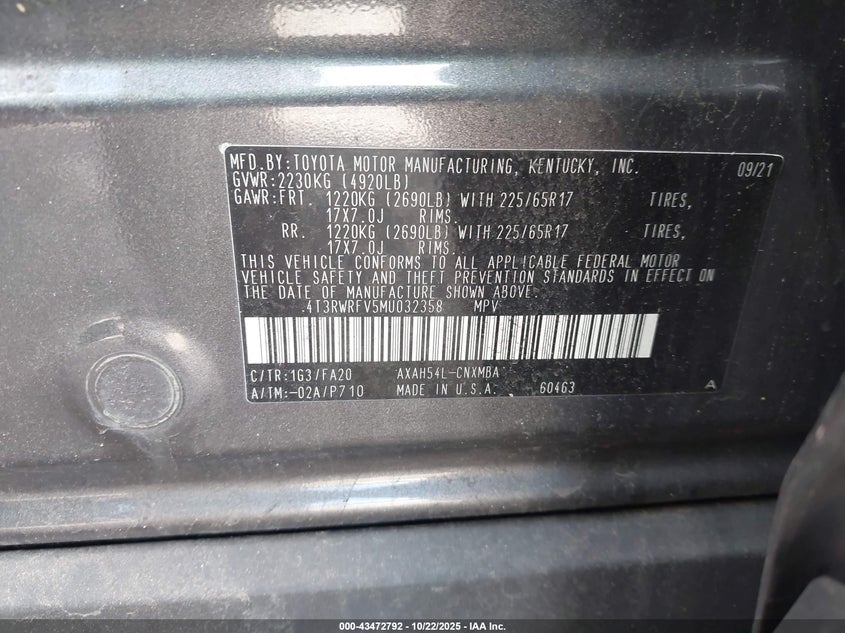 MFD.BY:TOYOTA MOTOR MANUFACTURING, KENTUCKY, INC. 09/21
GVWR:2230KG (4920LB)
GAWR:FRT. 1220KG (2690LB) WITH 225/65R17 TIRES,
17X7.0J RIMS.
RR. 1220KG (2690LB) WITH 225/65R17 TIRES,
17X7.0J RIMS.
THIS VEHICLE CONFORMS TO ALL APPLICABLE FEDERAL MOTOR
VEHICLE SAFETY AND THEFT PREVENTION STANDARDS IN EFFECT ON
THE DATE OF MANUFACTURE SHOWN ABOVE.
4T3RWRFV5MU032358 MPV
C/TR:1G3/FA20 AXAH54L-CNXMBA
A/TM:-02A/P710 MADE IN U.S.A. 60463 A
000-43472792 - 10/22/2025 - IAA Inc.